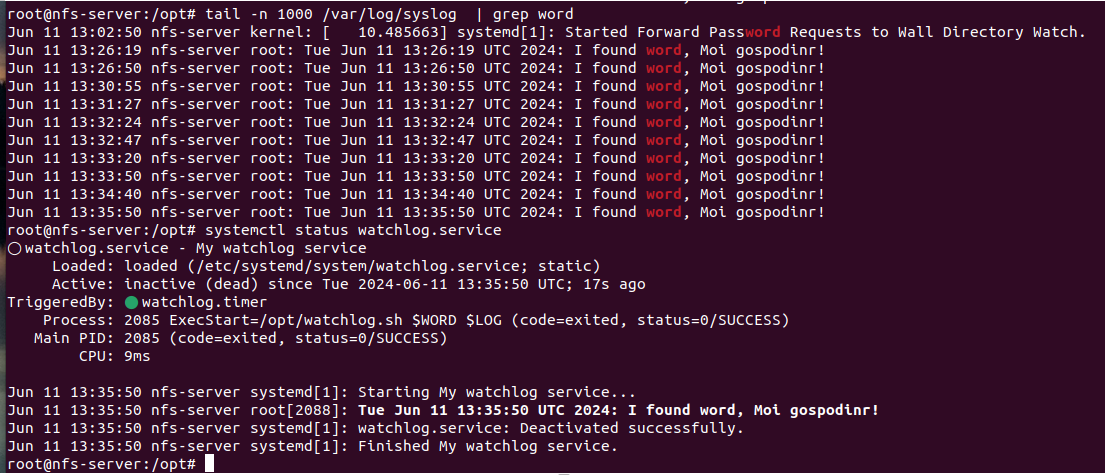 root@nfs-server:/opt# tail -n 1000 /var/log/syslog  | grep word
Jun 11 13:02:50 nfs-server kernel: [   10.485663] systemd[1]: Started Forward Password Requests to Wall Directory Watch.
Jun 11 13:26:19 nfs-server root: Tue Jun 11 13:26:19 UTC 2024: I found word, Moi gospodinr!
Jun 11 13:26:50 nfs-server root: Tue Jun 11 13:26:50 UTC 2024: I found word, Moi gospodinr!
Jun 11 13:30:55 nfs-server root: Tue Jun 11 13:30:55 UTC 2024: I found word, Moi gospodinr!
Jun 11 13:31:27 nfs-server root: Tue Jun 11 13:31:27 UTC 2024: I found word, Moi gospodinr!
Jun 11 13:32:24 nfs-server root: Tue Jun 11 13:32:24 UTC 2024: I found word, Moi gospodinr!
Jun 11 13:32:47 nfs-server root: Tue Jun 11 13:32:47 UTC 2024: I found word, Moi gospodinr!
Jun 11 13:33:20 nfs-server root: Tue Jun 11 13:33:20 UTC 2024: I found word, Moi gospodinr!
Jun 11 13:33:50 nfs-server root: Tue Jun 11 13:33:50 UTC 2024: I found word, Moi gospodinr!
Jun 11 13:34:40 nfs-server root: Tue Jun 11 13:34:40 UTC 2024: I found word, Moi gospodinr!
Jun 11 13:35:50 nfs-server root: Tue Jun 11 13:35:50 UTC 2024: I found word, Moi gospodinr!
root@nfs-server:/opt# systemctl status watchlog.service
○ watchlog.service - My watchlog service
     Loaded: loaded (/etc/systemd/system/watchlog.service; static)
     Active: inactive (dead) since Tue 2024-06-11 13:35:50 UTC; 17s ago
TriggeredBy: ● watchlog.timer
    Process: 2085 ExecStart=/opt/watchlog.sh $WORD $LOG (code=exited, status=0/SUCCESS)
   Main PID: 2085 (code=exited, status=0/SUCCESS)
        CPU: 9ms
Jun 11 13:35:50 nfs-server systemd[1]: Starting My watchlog service...
Jun 11 13:35:50 nfs-server root[2088]: Tue Jun 11 13:35:50 UTC 2024: I found word, Moi gospodinr!
Jun 11 13:35:50 nfs-server systemd[1]: watchlog.service: Deactivated successfully.
Jun 11 13:35:50 nfs-server systemd[1]: Finished My watchlog service.
root@nfs-server:/opt#